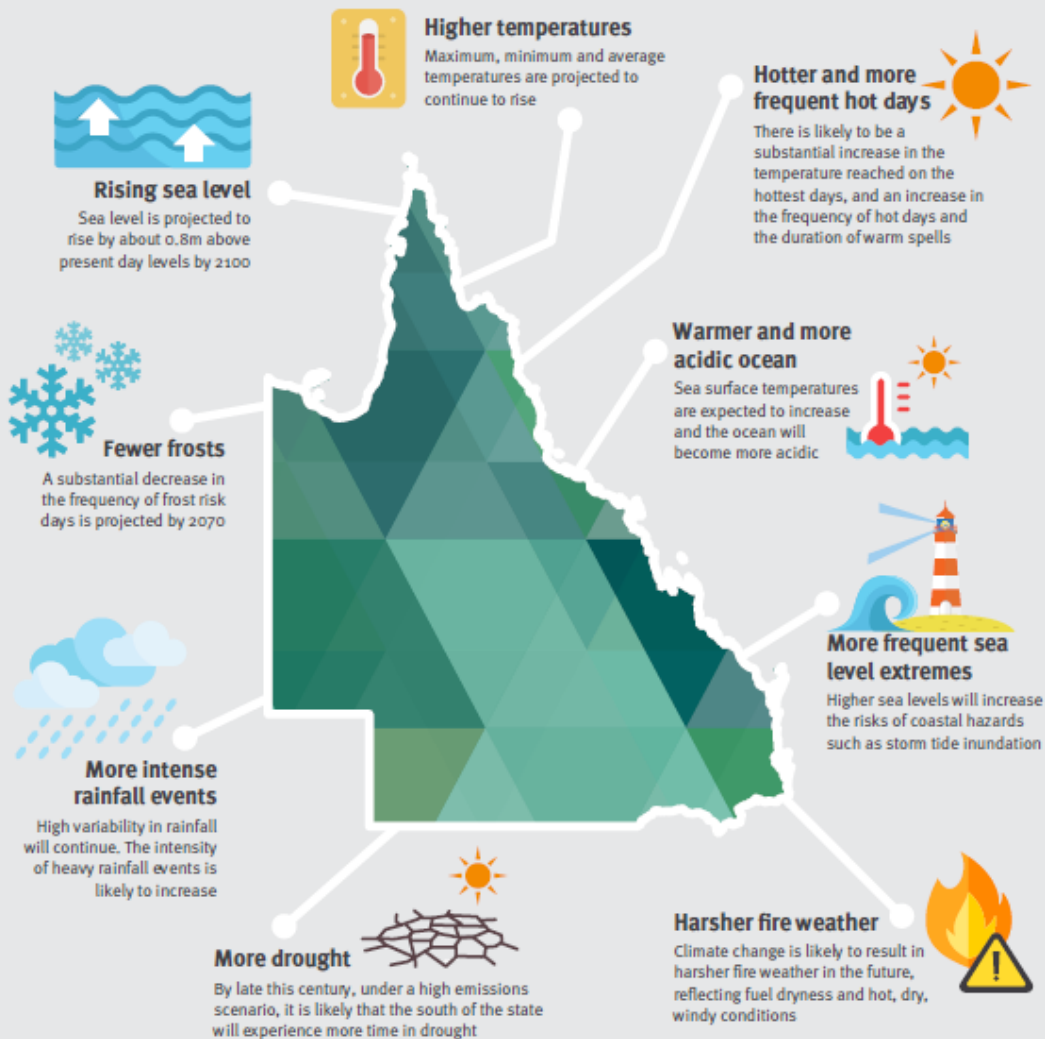 Higher temperatures
Maximum, minimum and average
temperatures are projected to
continue to rise
Hotter and more
frequent hot days
There is likely to be a
substantial increase in the
temperature reached on the
hottest days, and an increase in
the frequency of hot days and
the duration of warm spells
Rising sea level
Sea level is projected to
rise by about 0.8m above
present day levels by 2100
Warmer and more
acidic ocean
Sea surface temperatures
are expected to increase
and the ocean will
become more acidic
Fewer frosts
A substantial decrease in
the frequency of frost risk
days is projected by 2070
More frequent sea
level extremes
Higher sea levels will increase
the risks of coastal hazards
such as storm tide inundation
More intense
rainfall events
High variability in rainfall
will continue. The intensity
of heavy rainfall events is
likely to increase
Harsher fire weather
Climate change is likely to result in
harsher fire weather in the future,
reflecting fuel dryness and hot, dry,
windy conditions
!
More drought
By late this century, under a high emissions
scenario, it is likely that the south of the state
will experience more time in drought